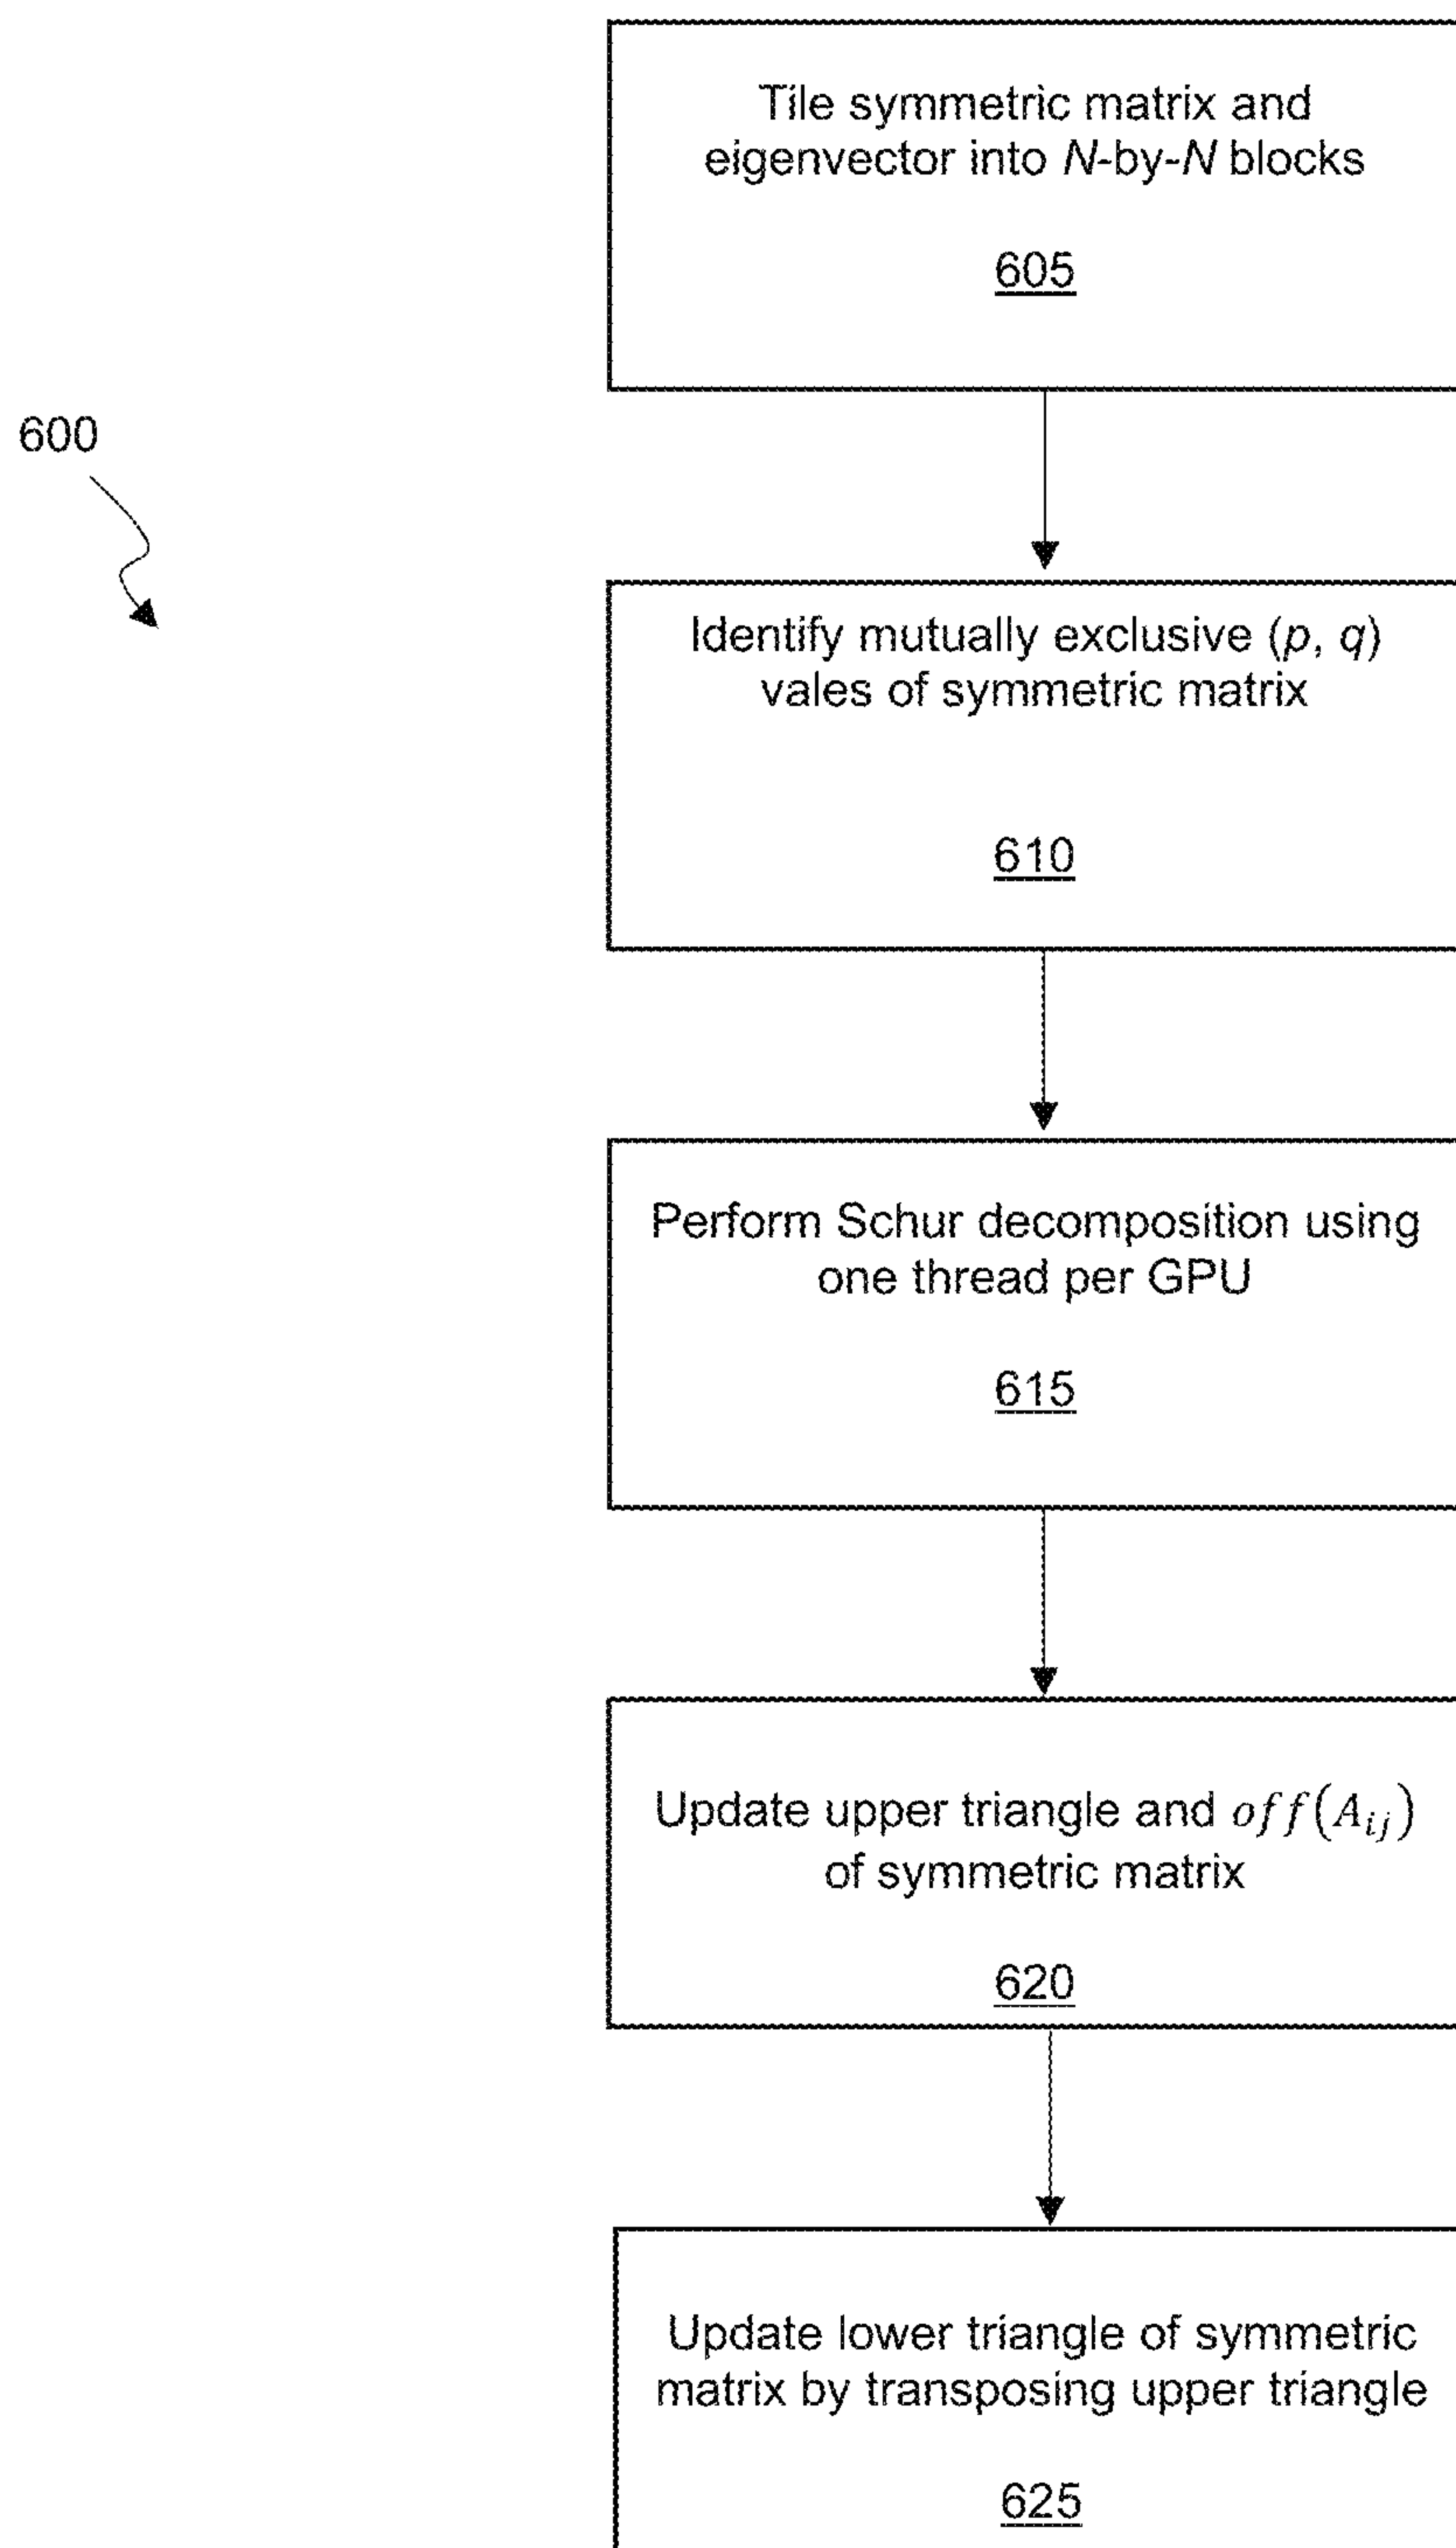 Tile symmetric matrix and
eigenvector into N-by-N blocks
605
600
Identify mutually exclusive (p, q)
vales of symmetric matrix
610
Perform Schur decomposition using
one thread per GPU
615
Update upper triangle and off(A_{ij})
of symmetric matrix
620
Update lower triangle of symmetric
matrix by transposing upper triangle
625